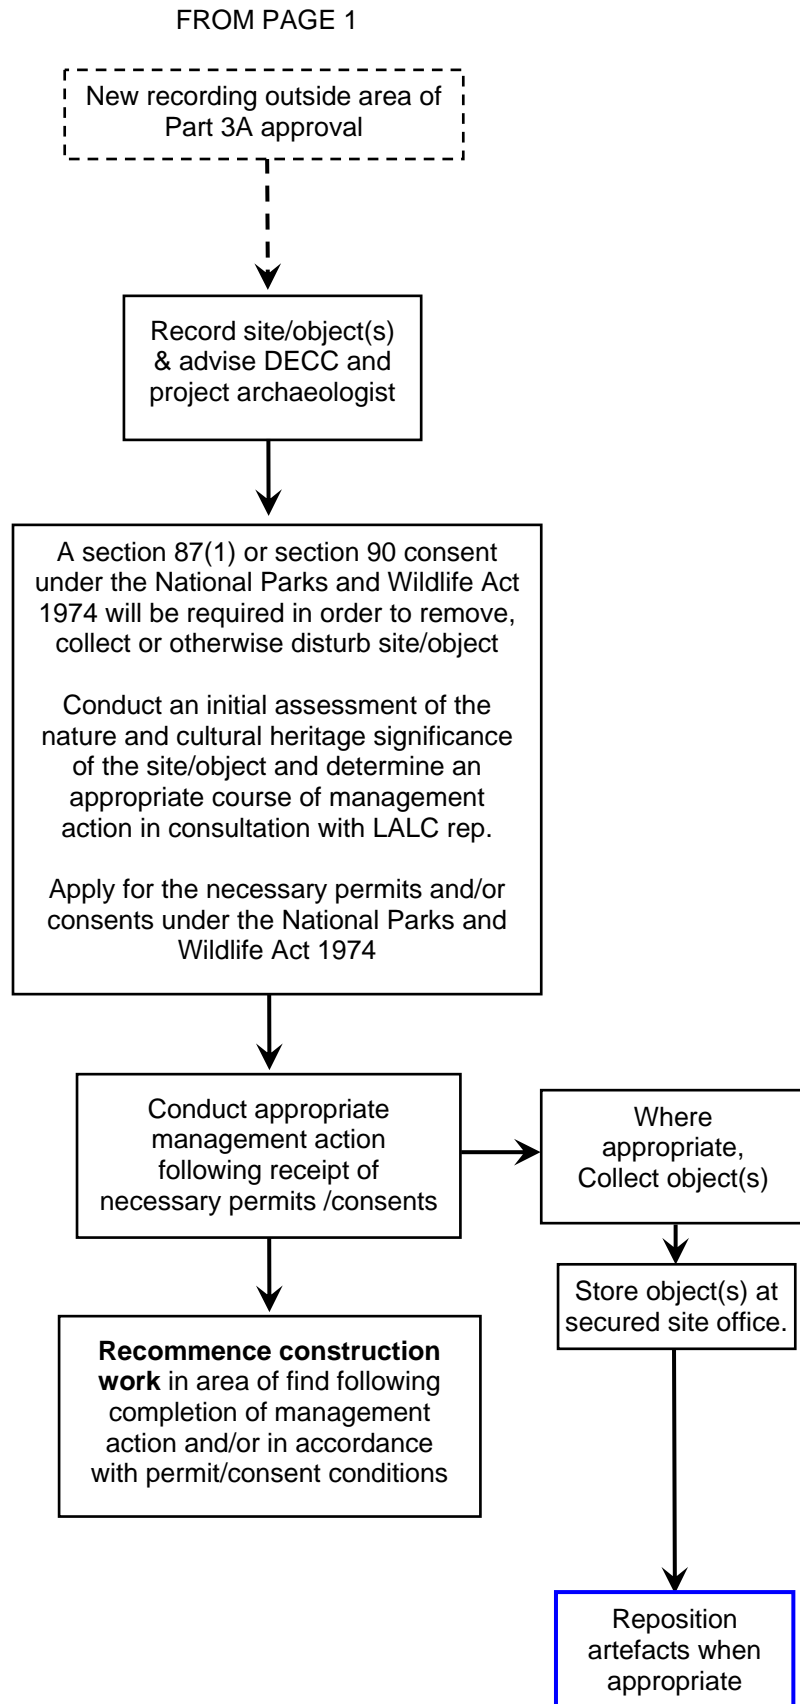 FROM PAGE 1
New recording outside area of
Part 3A approval
Record site/object(s)
& advise DECC and
project archaeologist
A section 87(1) or section 90 consent
under the National Parks and Wildlife Act
1974 will be required in order to remove,
collect or otherwise disturb site/object
Conduct an initial assessment of the
nature and cultural heritage significance
of the site/object and determine an
appropriate course of management
action in consultation with LALC rep.
Apply for the necessary permits and/or
consents under the National Parks and
Wildlife Act 1974
Conduct appropriate
management action
following receipt of
necessary permits /consents
Where
appropriate,
Collect object(s)
Store object(s) at
secured site office.
Recommence construction
work in area of find following
completion of management
action and/or in accordance
with permit/consent conditions
Reposition
artefacts when
appropriate